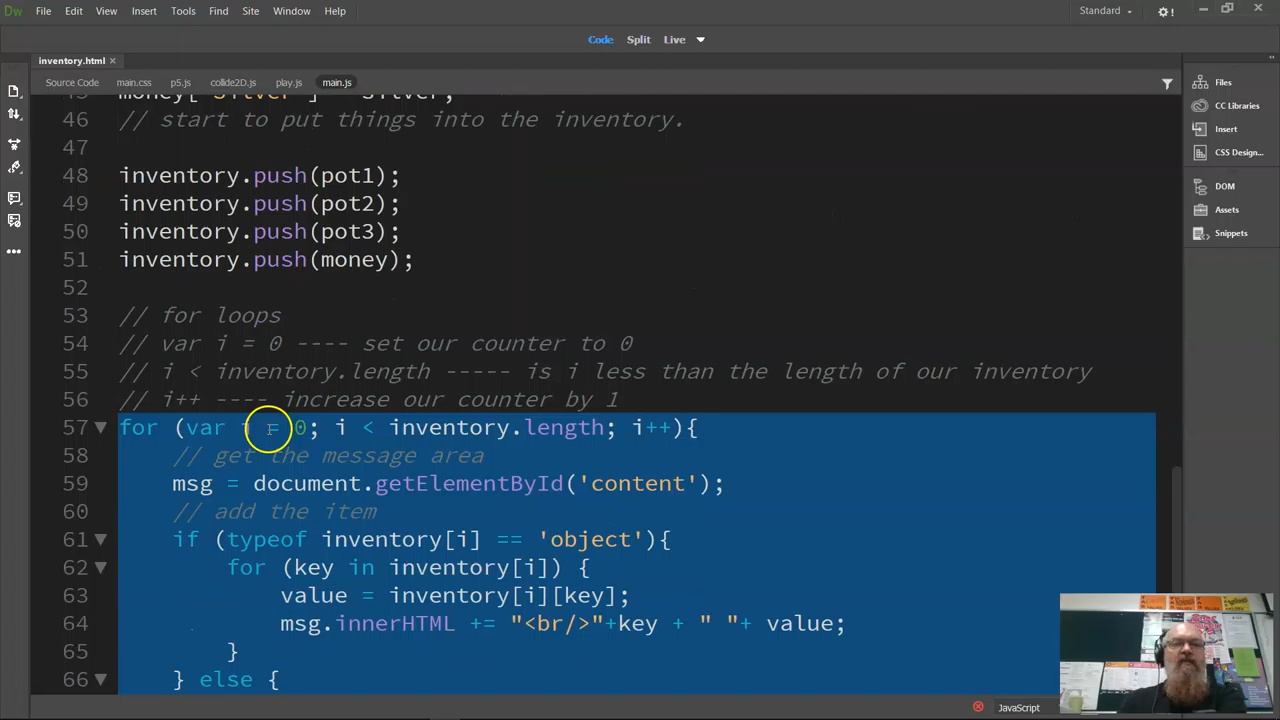 Dw File Edit View Insert Tools Find Site Window Help Standard
Code Split Live
inventory.html
Source Code main.css p5.js collide2D.js play.js main.js
46 // start to put things into the inventory.
47
48 inventory.push(pot1);
49 inventory.push(pot2);
50 inventory.push(pot3);
51 inventory.push(money);
52
53 // for loops
54 // var i = 0 ---- set our counter to 0
55 // i < inventory.length ----- is i less than the length of our inventory
56 // i++ ---- increase our counter by 1
57 for (var i = 0; i < inventory.length; i++){
58 // get the message area
59 msg = document.getElementById('content');
60 // add the item
61 if (typeof inventory[i] == 'object'){
62 for (key in inventory[i]) {
63 value = inventory[i][key];
64 msg.innerHTML += "<br/>"+key + " "+ value;
65 }
66 } else {
Files
CC Libraries
Insert
CSS Design...
DOM
Assets
Snippets
JavaScript